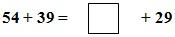 54 + 39 = □ + 29